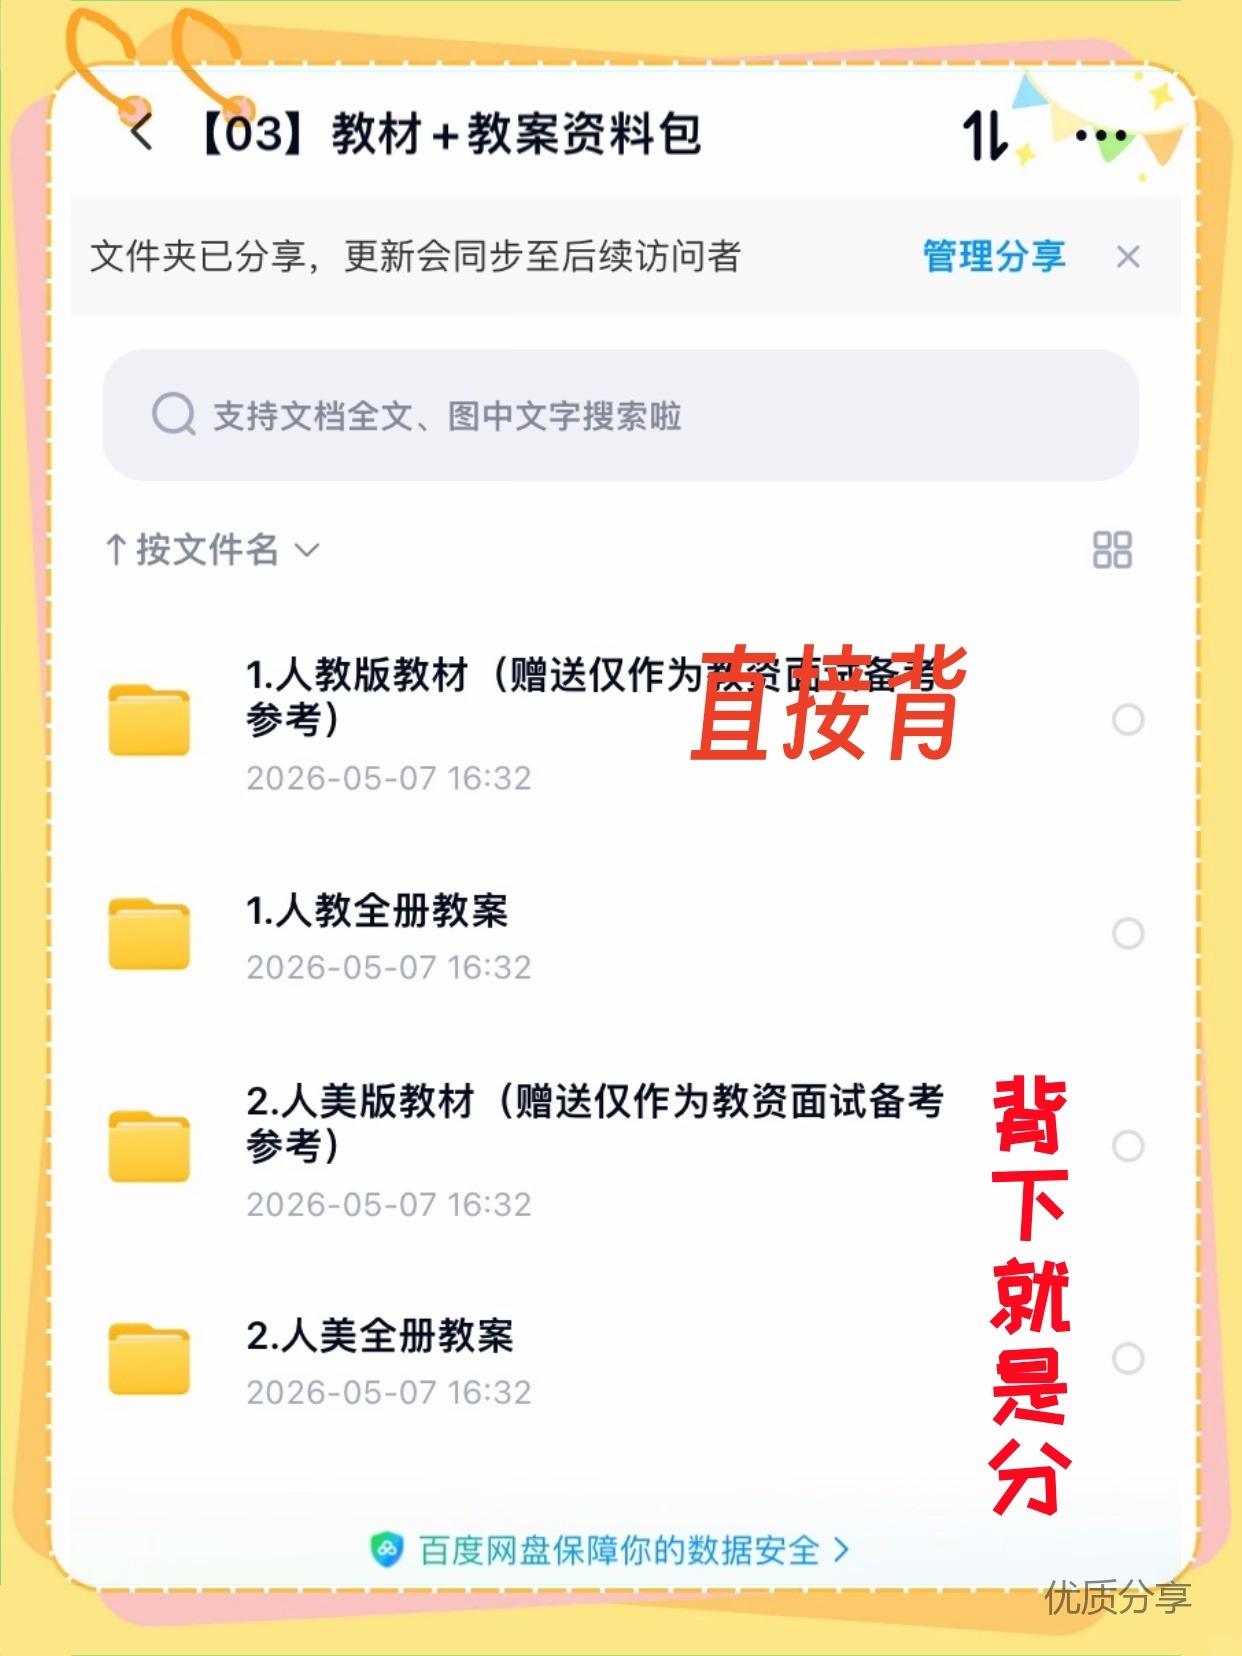 【03】教材+教案资料包
文件夹已分享，更新会同步至后续访问者
管理分享
支持文档全文、图中文字搜索啦
按文件名
1.人教版教材（赠送仅作为教资面试备考
参考）
直接背
2026-05-07 16:32
1.人教全册教案
2026-05-07 16:32
2.人美版教材（赠送仅作为教资面试备考
参考）
2026-05-07 16:32
2.人美全册教案
2026-05-07 16:32
背下就是分
百度网盘保障你的数据安全
优质分享